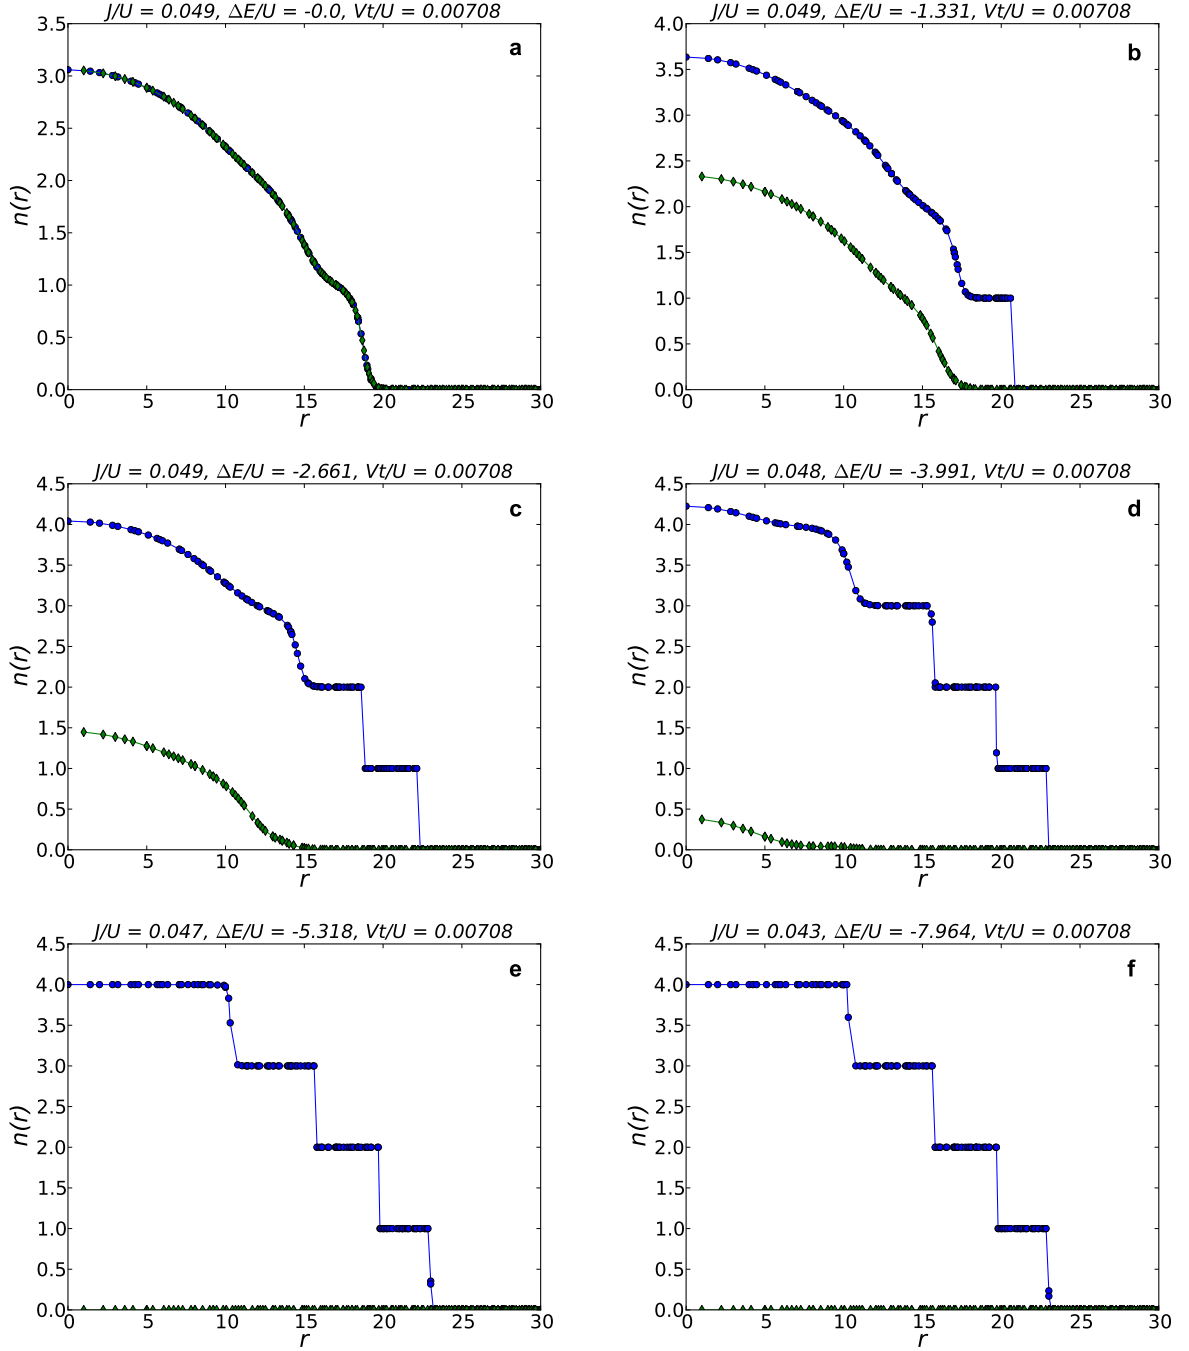 J/U = 0.049, ΔE/U = -0.0, Vt/U = 0.00708
a
n(r)
3.5
3.0
2.5
2.0
1.5
1.0
0.5
0.0
0 5 10 15 20 25 30
r
J/U = 0.049, ΔE/U = -1.331, Vt/U = 0.00708
b
n(r)
4.0
3.5
3.0
2.5
2.0
1.5
1.0
0.5
0.0
0 5 10 15 20 25 30
r
J/U = 0.049, ΔE/U = -2.661, Vt/U = 0.00708
c
n(r)
4.5
4.0
3.5
3.0
2.5
2.0
1.5
1.0
0.5
0.0
0 5 10 15 20 25 30
r
J/U = 0.048, ΔE/U = -3.991, Vt/U = 0.00708
d
n(r)
4.5
4.0
3.5
3.0
2.5
2.0
1.5
1.0
0.5
0.0
0 5 10 15 20 25 30
r
J/U = 0.047, ΔE/U = -5.318, Vt/U = 0.00708
e
n(r)
4.5
4.0
3.5
3.0
2.5
2.0
1.5
1.0
0.5
0.0
0 5 10 15 20 25 30
r
J/U = 0.043, ΔE/U = -7.964, Vt/U = 0.00708
f
n(r)
4.5
4.0
3.5
3.0
2.5
2.0
1.5
1.0
0.5
0.0
0 5 10 15 20 25 30
r